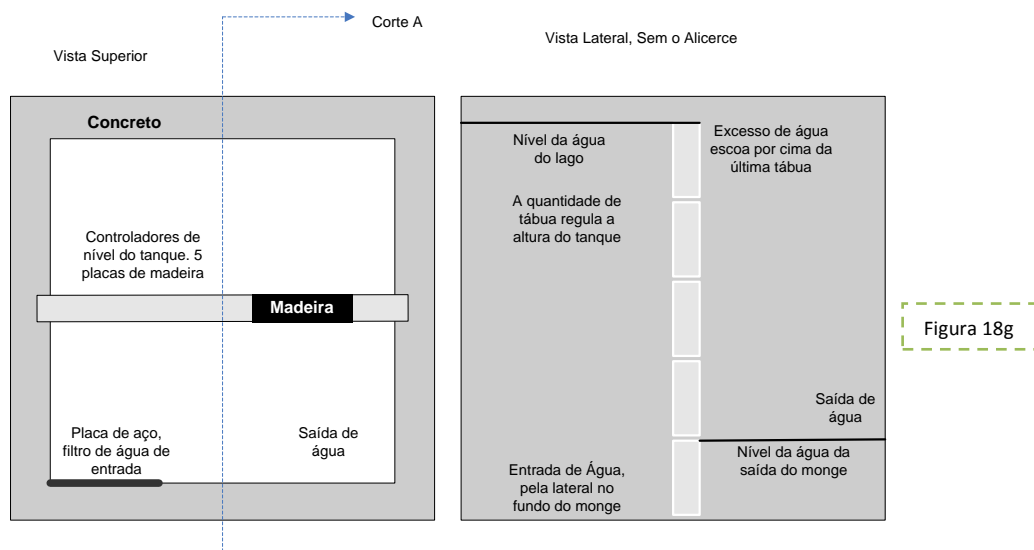 Corte A
Vista Superior
Vista Lateral, Sem o Alicerce
Concreto
Controladores de
nível do tanque. 5
placas de madeira
Madeira
Placa de aço,
filtro de água de
entrada
Saída de
água
Nível da água
do lago
Excesso de água
escoa por cima da
última tábua
A quantidade de
tábua regula a
altura do tanque
Saída de
água
Nível da água da
saída do monge
Entrada de Água,
pela lateral no
fundo do monge
Figura 18g